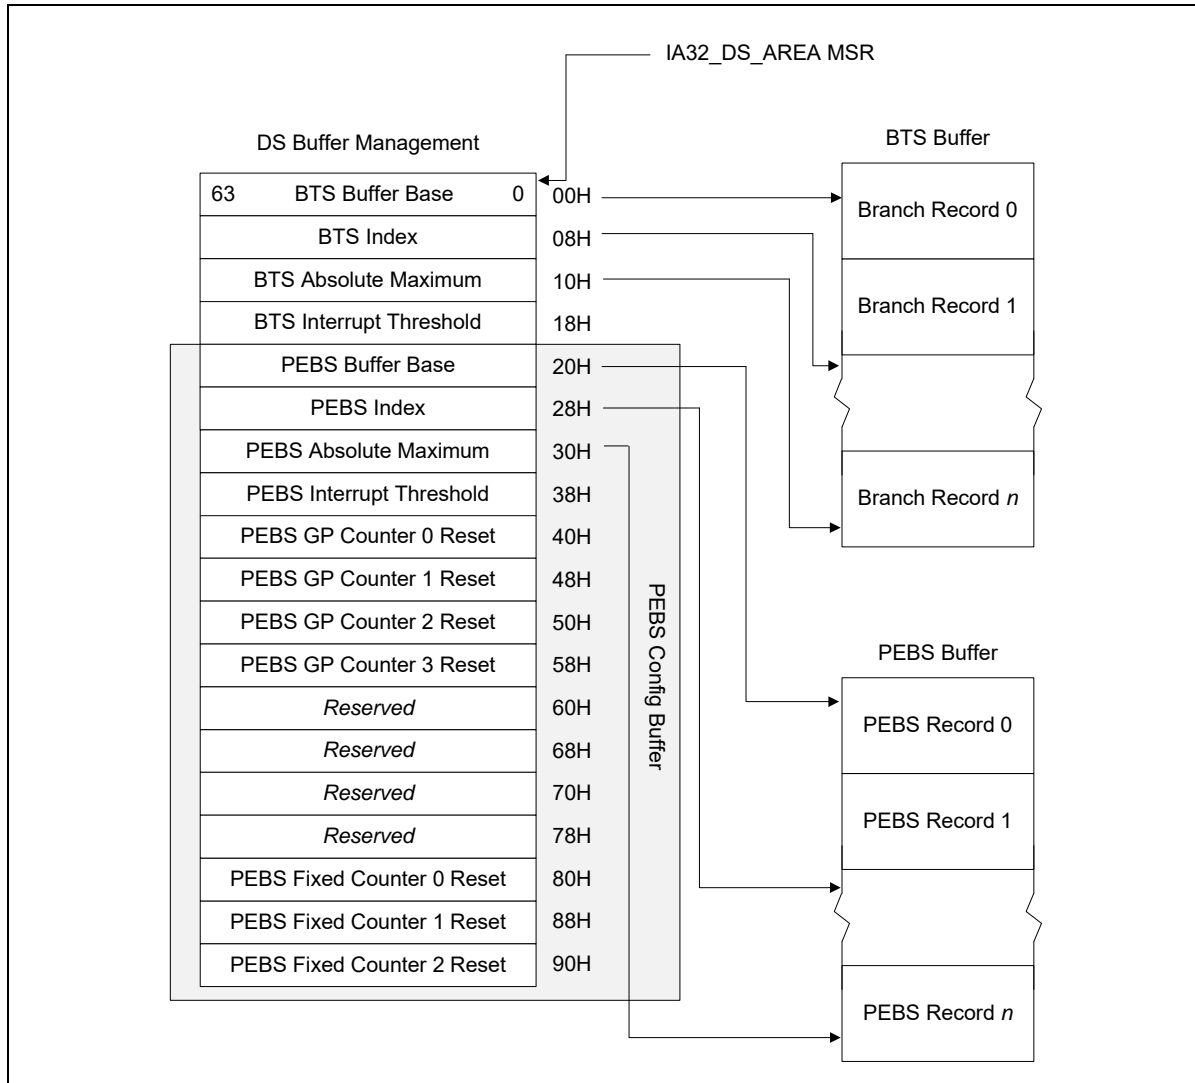 IA32_DS_AREA MSR
DS Buffer Management
63 BTS Buffer Base 0 00H
BTS Index 08H
BTS Absolute Maximum 10H
BTS Interrupt Threshold 18H
PEBS Buffer Base 20H
PEBS Index 28H
PEBS Absolute Maximum 30H
PEBS Interrupt Threshold 38H
PEBS GP Counter 0 Reset 40H
PEBS GP Counter 1 Reset 48H
PEBS GP Counter 2 Reset 50H
PEBS GP Counter 3 Reset 58H
Reserved 60H
Reserved 68H
Reserved 70H
Reserved 78H
PEBS Fixed Counter 0 Reset 80H
PEBS Fixed Counter 1 Reset 88H
PEBS Fixed Counter 2 Reset 90H
PEBS Config Buffer
BTS Buffer
Branch Record 0
Branch Record 1
Branch Record n
PEBS Buffer
PEBS Record 0
PEBS Record 1
PEBS Record n